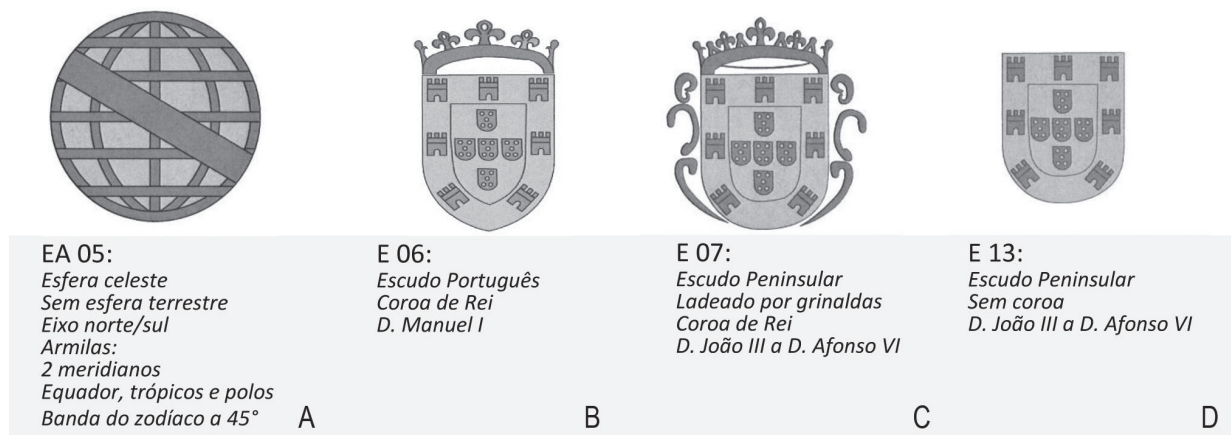 EA 05:
Esfera celeste
Sem esfera terrestre
Eixo norte/sul
Armilas:
2 meridianos
Equador, trópicos e polos
Banda do zodíaco a 45°
A
E 06:
Escudo Português
Coroa de Rei
D. Manuel I
B
E 07:
Escudo Peninsular
Ladeado por grinaldas
Coroa de Rei
D. João III a D. Afonso VI
C
E 13:
Escudo Peninsular
Sem coroa
D. João III a D. Afonso VI
D